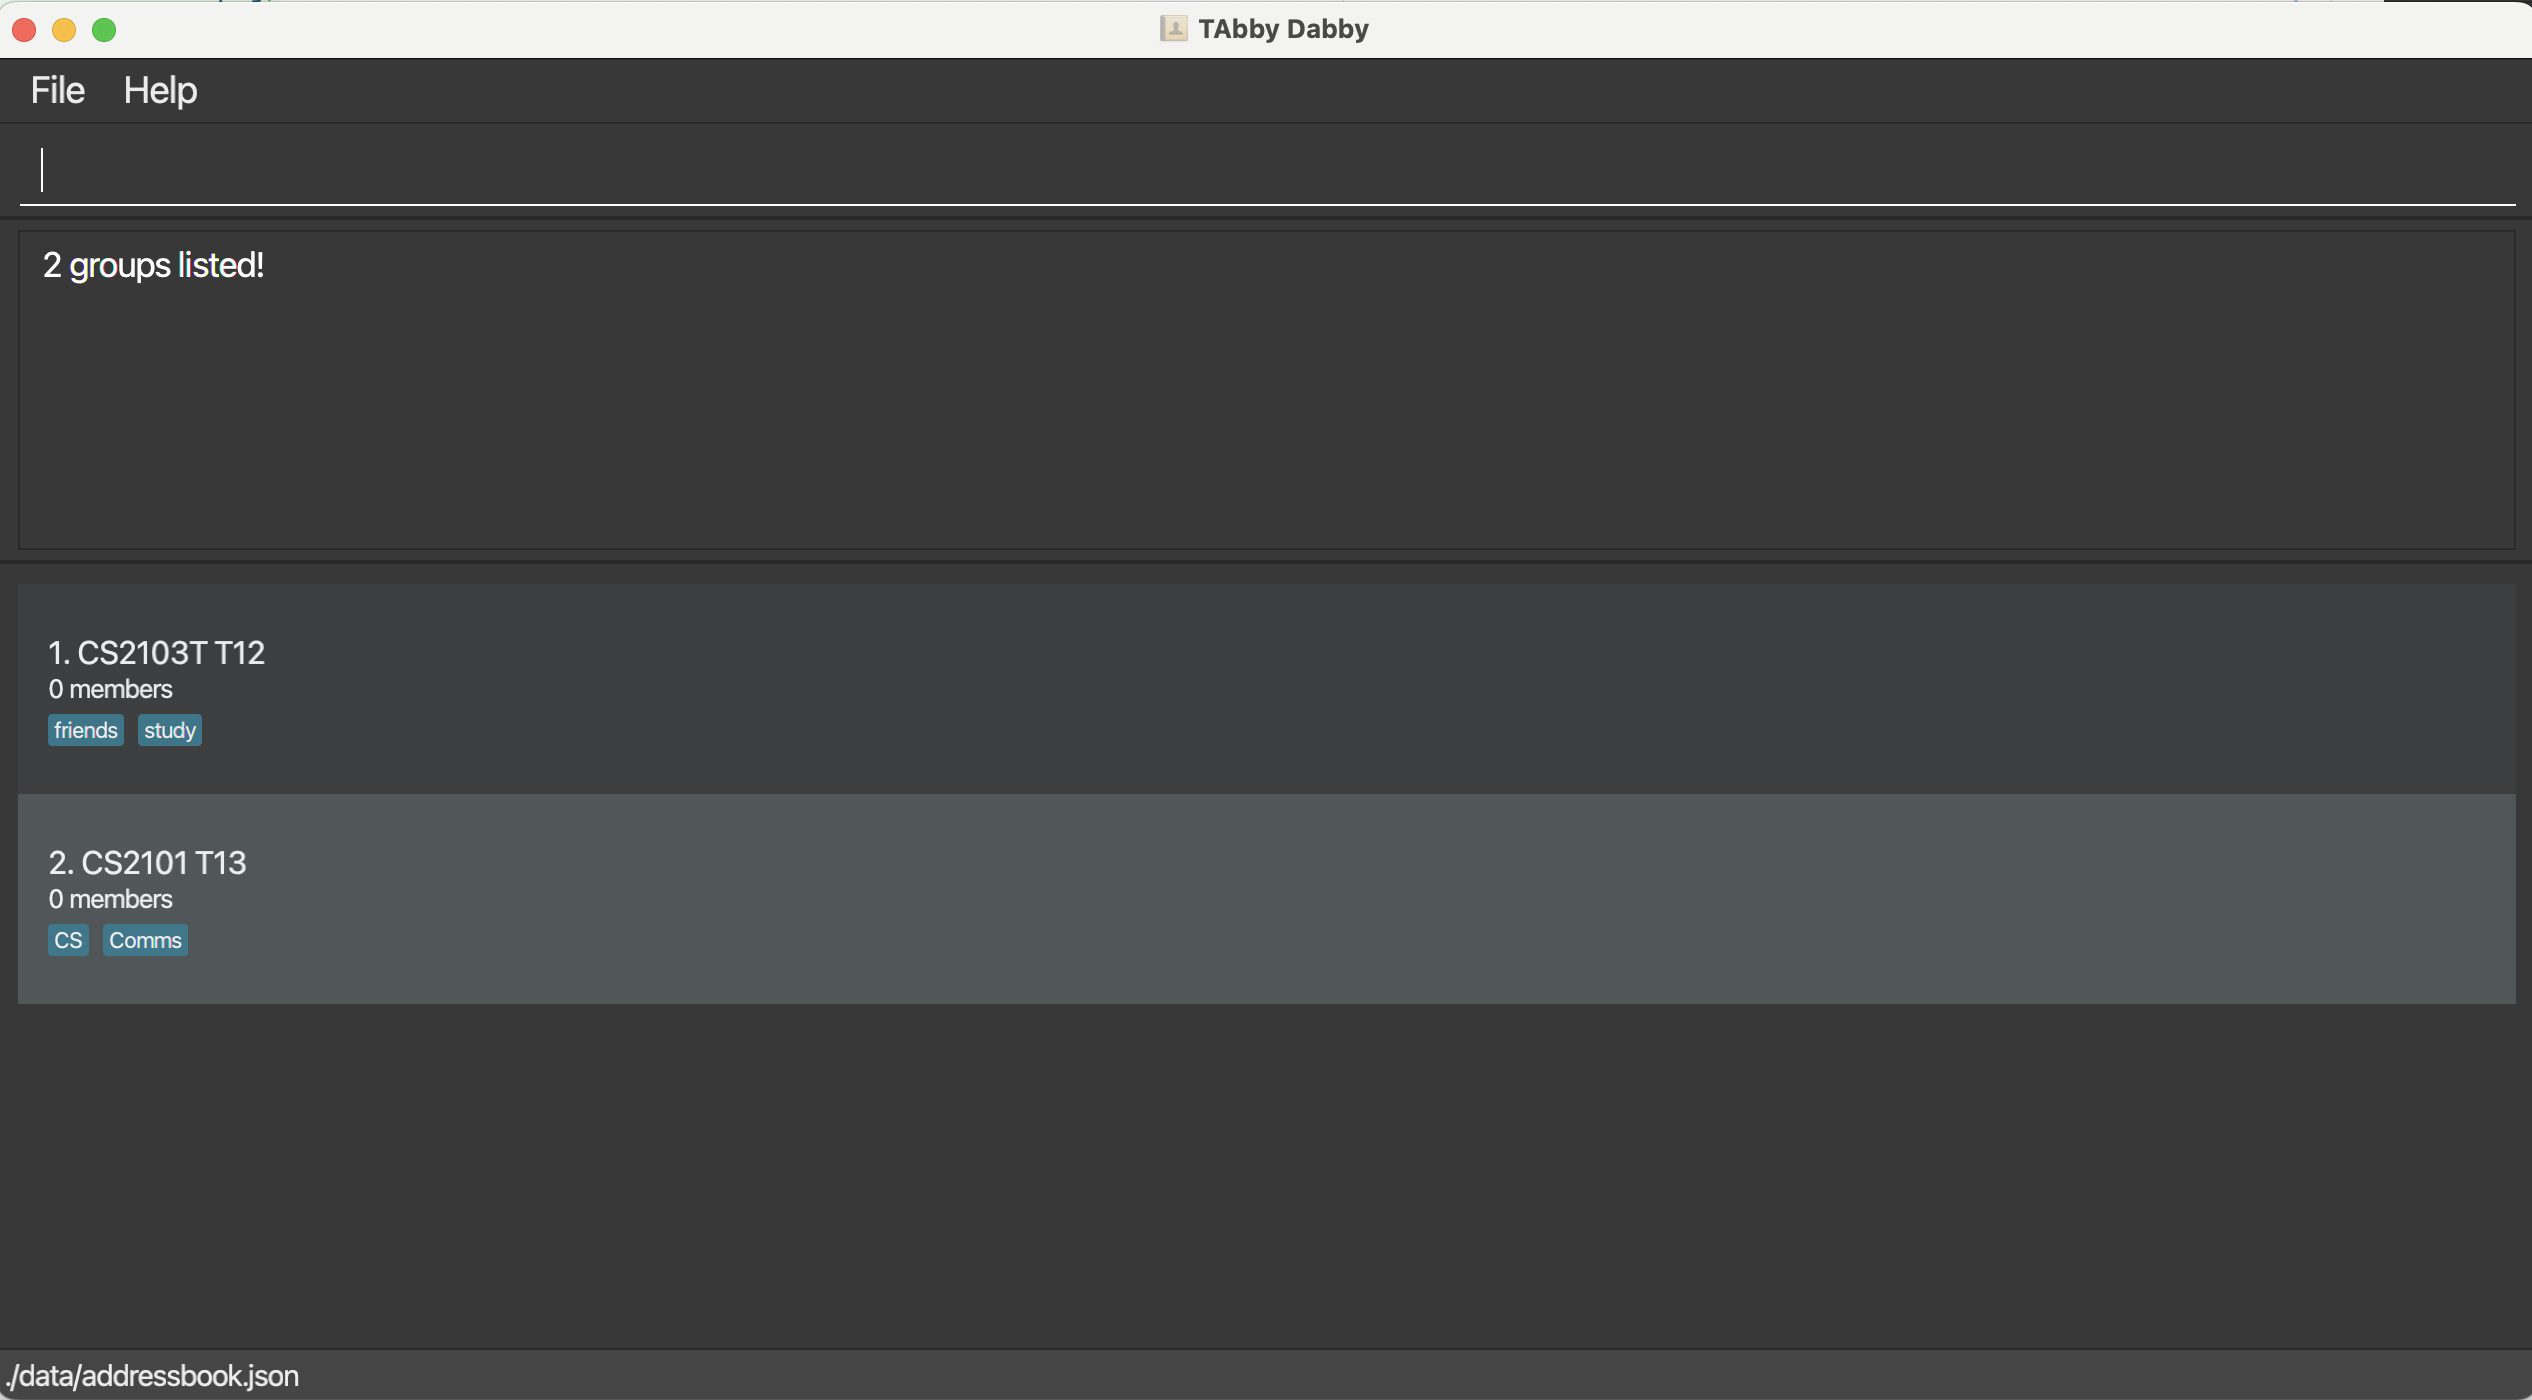 TAbby Dabby
File Help
2 groups listed!
1. CS2103T T12
0 members
friends study
2. CS2101 T13
0 members
CS Comms
./data/addressbook.json